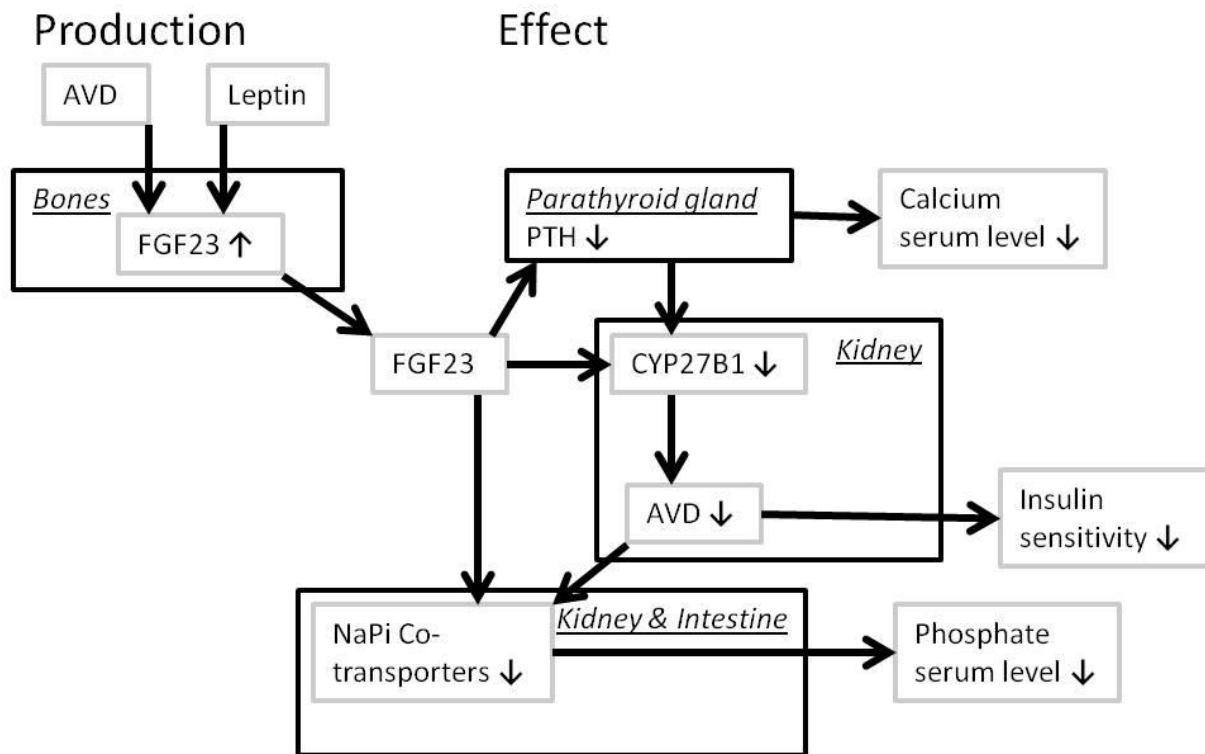 Production
Effect
AVD
Leptin
Bones
FGF23 ↑
Parathyroid gland
PTH ↓
Calcium
serum level ↓
FGF23
CYP27B1 ↓
Kidney
AVD ↓
Insulin
sensitivity ↓
NaPi Co-
transporters ↓
Kidney & Intestine
Phosphate
serum level ↓